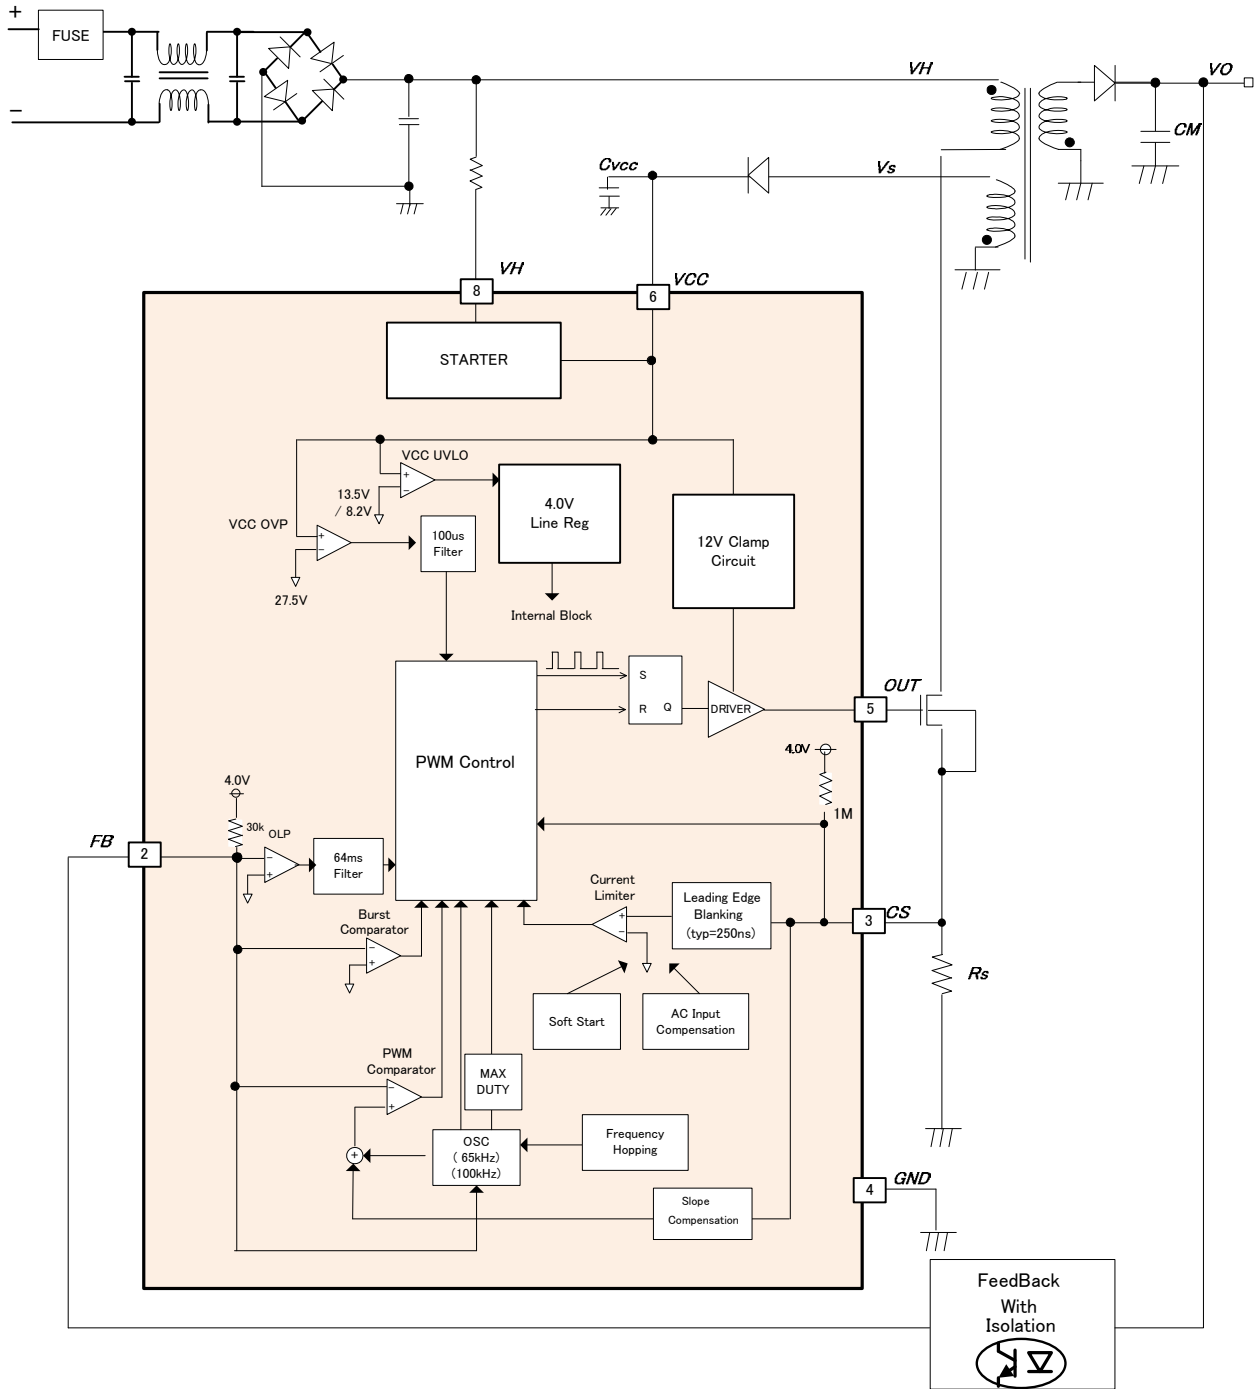 +
FUSE
−
VH
VO
CM
Cvcc
Vs
VH
VCC
8
6
STARTER
VCC UVLO
+
−
13.5V
/ 8.2V
4.0V
Line Reg
VCC OVP
+
−
100us
Filter
12V Clamp
Circuit
27.5V
Internal Block
S
R
Q
DRIVER
OUT
5
PWM Control
4.0V
1M
4.0V
30k
OLP
FB
2
−
+
64ms
Filter
Current
Limiter
+
−
Leading Edge
Blanking
(typ=250ns)
3
CS
Burst
Comparator
−
+
Rs
Soft Start
AC Input
Compensation
PWM
Comparator
−
+
MAX
DUTY
OSC
( 65kHz)
(100kHz)
Frequency
Hopping
+
Slope
Compensation
4
GND
FeedBack
With
Isolation